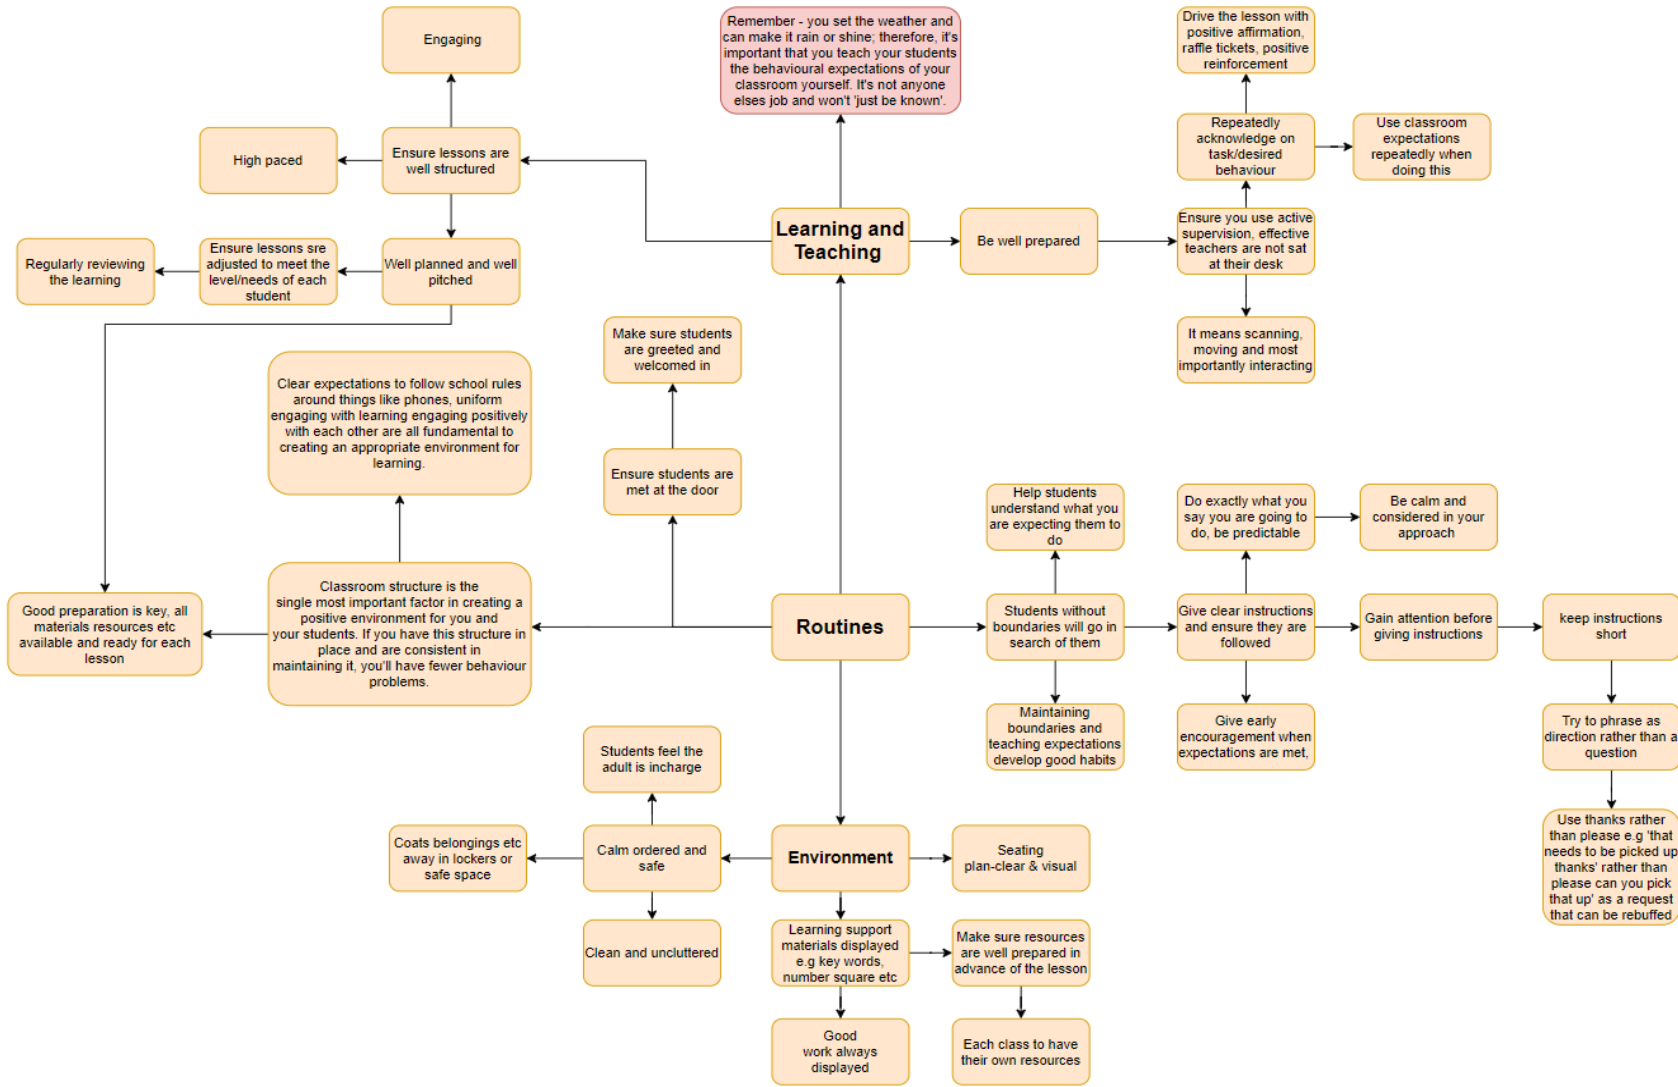 Engaging
Remember - you set the weather and
can make it rain or shine; therefore, it's
important that you teach your students
the behavioural expectations of your
classroom yourself. It's not anyone
elses job and won't 'just be known'.
Drive the lesson with
positive affirmation,
raffle tickets, positive
reinforcement
High paced
Ensure lessons are
well structured
Repeatedly
acknowledge on
task/desired
behaviour
Use classroom
expectations
repeatedly when
doing this
Learning and
Teaching
Be well prepared
Ensure you use active
supervision, effective
teachers are not sat
at their desk
Regularly reviewing
the learning
Ensure lessons sre
adjusted to meet the
level/needs of each
student
Well planned and well
pitched
It means scanning,
moving and most
importantly interacting
Make sure students
are greeted and
welcomed in
Clear expectations to follow school rules
around things like phones, uniform
engaging with learning engaging positively
with each other are all fundamental to
creating an appropriate environment for
learning.
Ensure students are
met at the door
Help students
understand what you
are expecting them to
do
Do exactly what you
say you are going to
do, be predictable
Be calm and
considered in your
approach
Good preparation is key, all
materials resources etc
available and ready for each
lesson
Classroom structure is the
single most important factor in creating a
positive environment for you and
your students. If you have this structure in
place and are consistent in
maintaining it, you'll have fewer behaviour
problems.
Routines
Students without
boundaries will go in
search of them
Give clear instructions
and ensure they are
followed
Gain attention before
giving instructions
keep instructions
short
Maintaining
boundaries and
teaching expectations
develop good habits
Give early
encouragement when
expectations are met,
Try to phrase as
direction rather than a
question
Students feel the
adult is incharge
Coats belongings etc
away in lockers or
safe space
Calm ordered and
safe
Environment
Seating
plan-clear & visual
Use thanks rather
than please e.g 'that
needs to be picked up
thanks' rather than
please can you pick
that up' as a request
that can be rebuffed
Clean and uncluttered
Learning support
materials displayed
e.g key words,
number square etc
Make sure resources
are well prepared in
advance of the lesson
Good
work always
displayed
Each class to have
their own resources